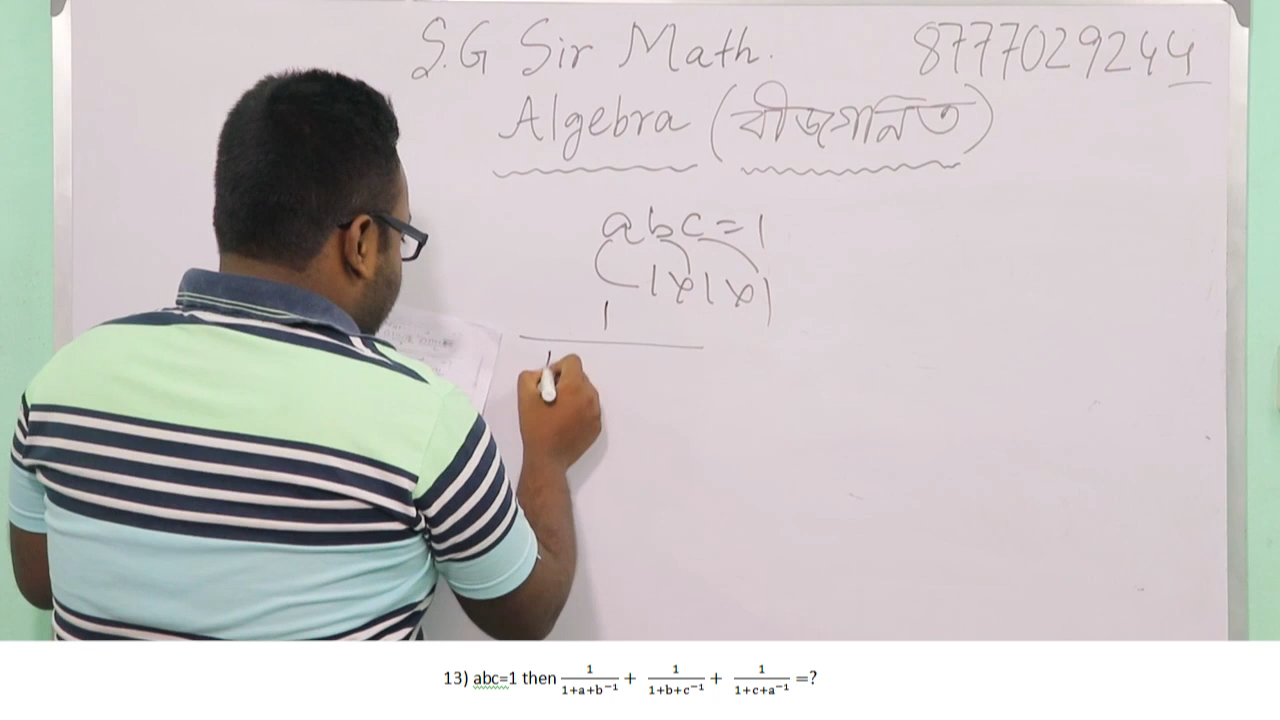 S.G Sir Math. 8777029244
Algebra (বীজগনিত)
abc=1
1×1×1
1
1
13) abc=1 then 1/(1+a+b⁻¹) + 1/(1+b+c⁻¹) + 1/(1+c+a⁻¹) =?